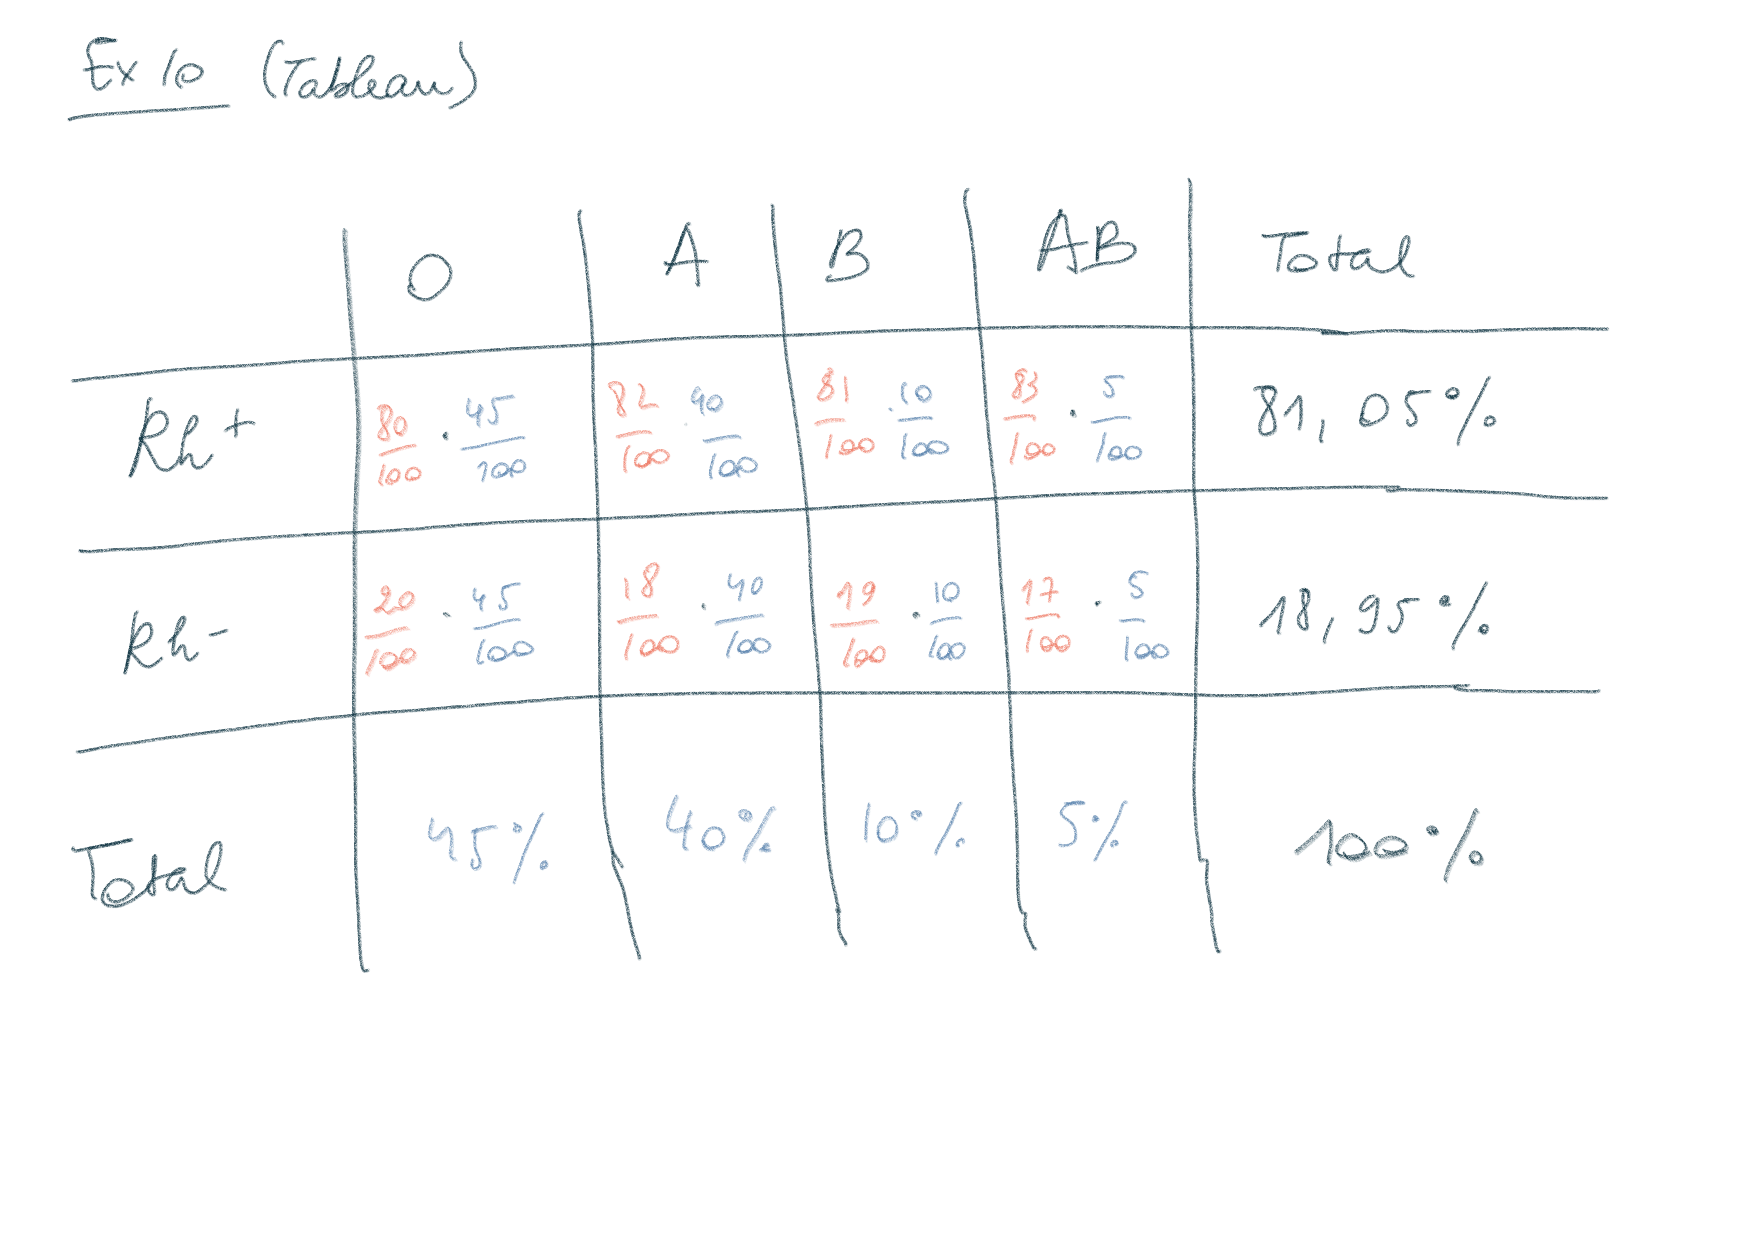 Ex 10 (Tableau)
O A B AB Total
Rh+ 80/100 · 45/100 82/100 · 40/100 81/100 · 10/100 83/100 · 5/100 81,05%
Rh- 20/100 · 45/100 18/100 · 40/100 19/100 · 10/100 17/100 · 5/100 18,95%
Total 45% 40% 10% 5% 100%